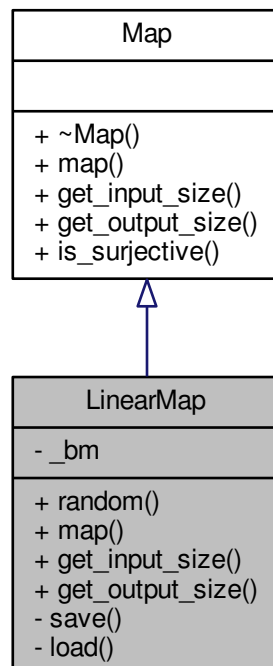 Map
+ ~Map()
+ map()
+ get_input_size()
+ get_output_size()
+ is_surjective()
LinearMap
- _bm
+ random()
+ map()
+ get_input_size()
+ get_output_size()
- save()
- load()